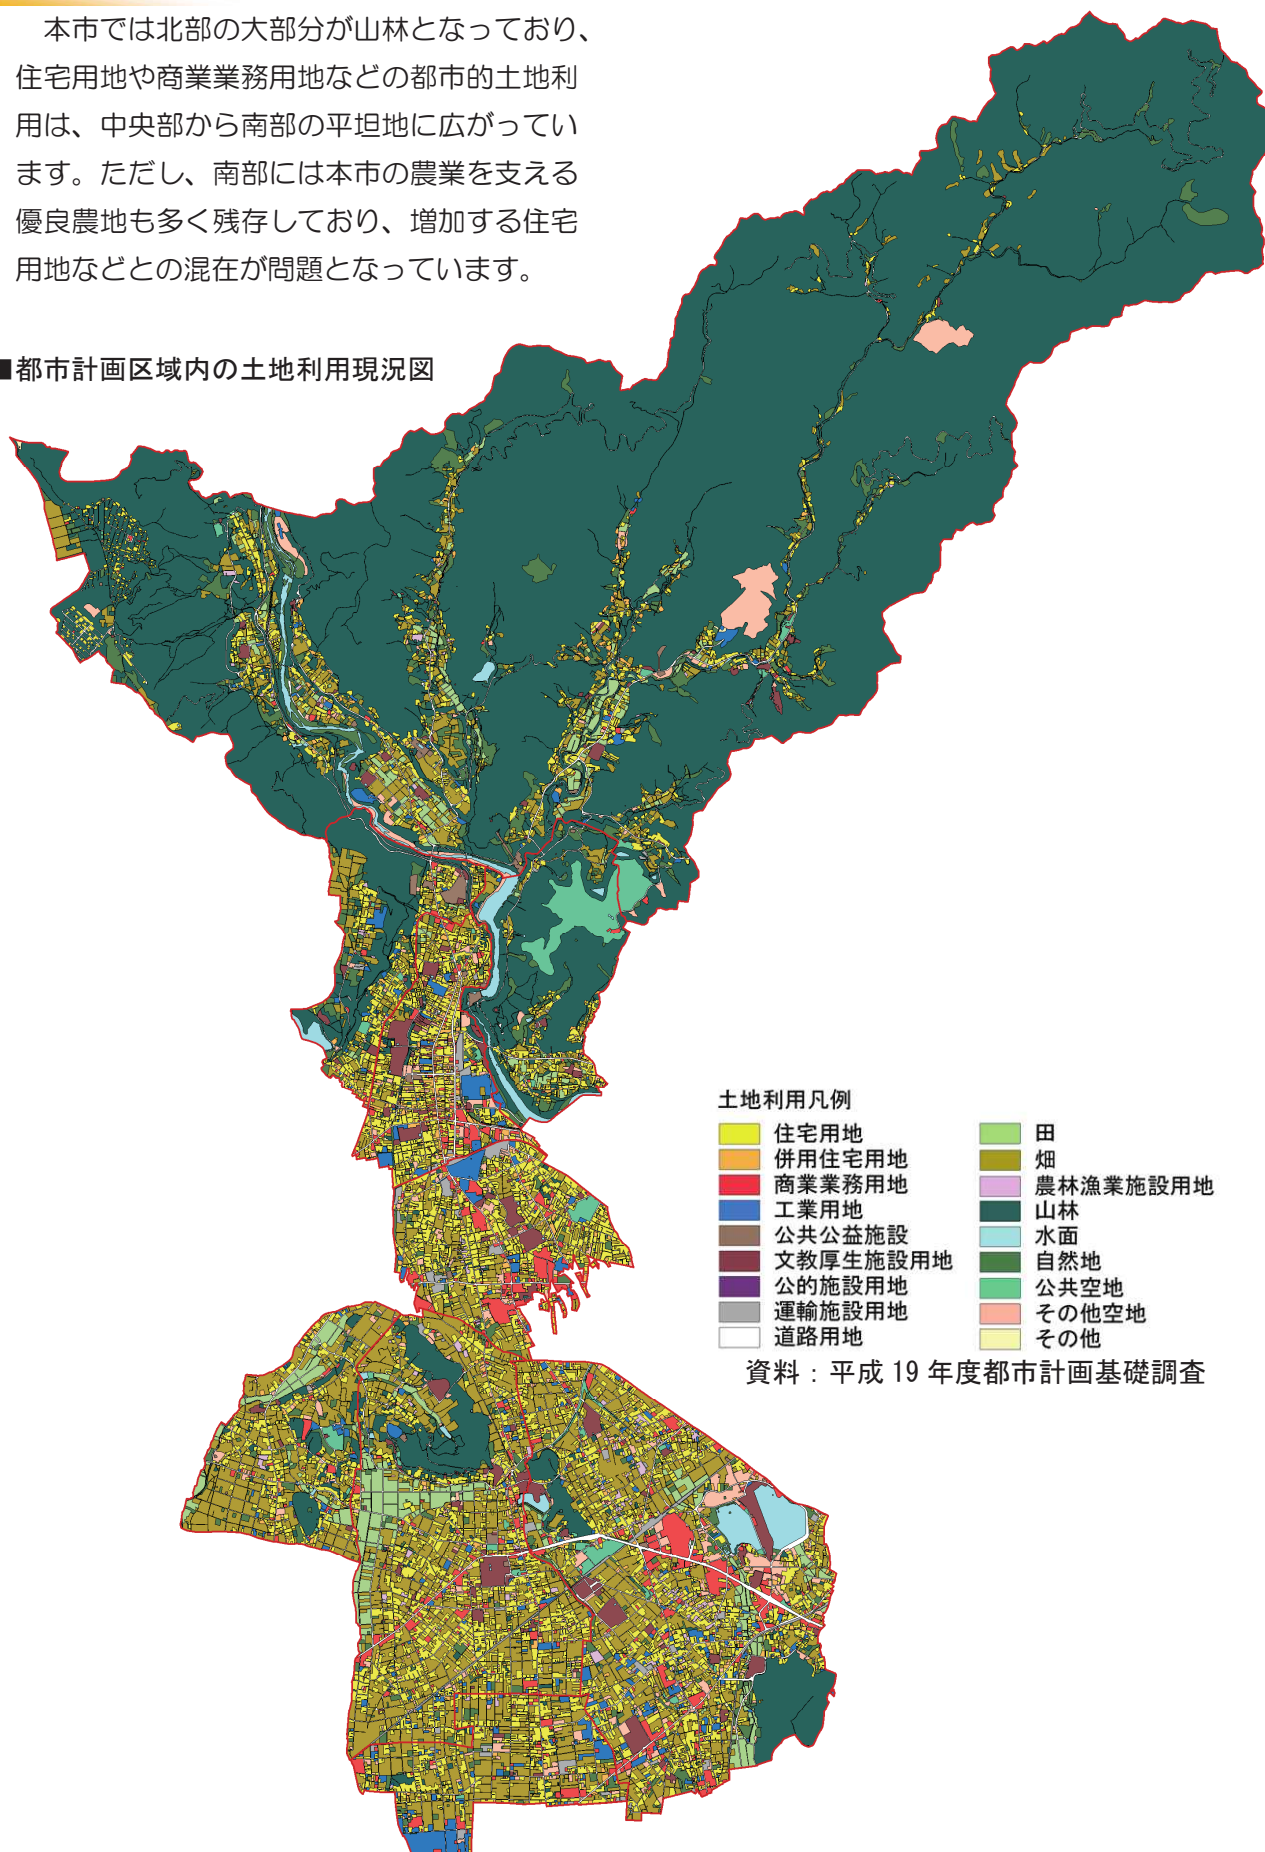 本市では北部の大部分が山林となっており、
住宅用地や商業業務用地などの都市的土地利
用は、中央部から南部の平坦地に広がってい
ます。ただし、南部には本市の農業を支える
優良農地も多く残存しており、増加する住宅
用地などとの混在が問題となっています。
■都市計画区域内の土地利用現況図
土地利用凡例
住宅用地
併用住宅用地
商業業務用地
工業用地
公共公益施設
文教厚生施設用地
公的施設用地
運輸施設用地
道路用地
田
畑
農林漁業施設用地
山林
水面
自然地
公共空地
その他空地
その他
資料：平成 19 年度都市計画基礎調査